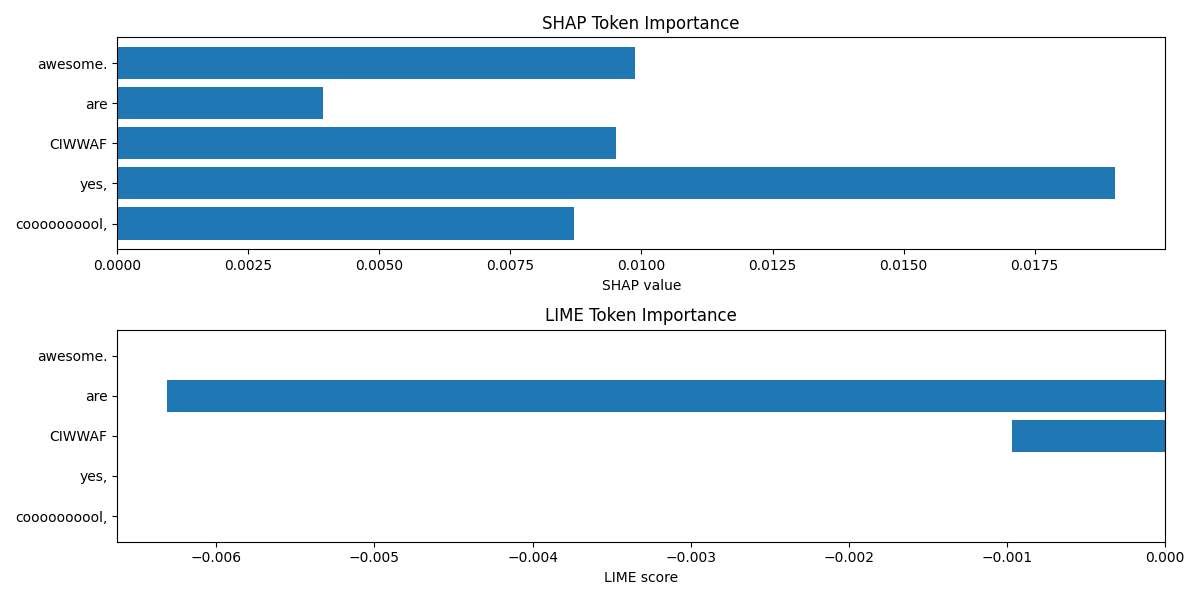 SHAP Token Importance
awesome.
are
CIWWAF
yes,
coooooooool,
0.0000 0.0025 0.0050 0.0075 0.0100 0.0125 0.0150 0.0175
SHAP value
LIME Token Importance
awesome.
are
CIWWAF
yes,
coooooooool,
−0.006 −0.005 −0.004 −0.003 −0.002 −0.001 0.000
LIME score